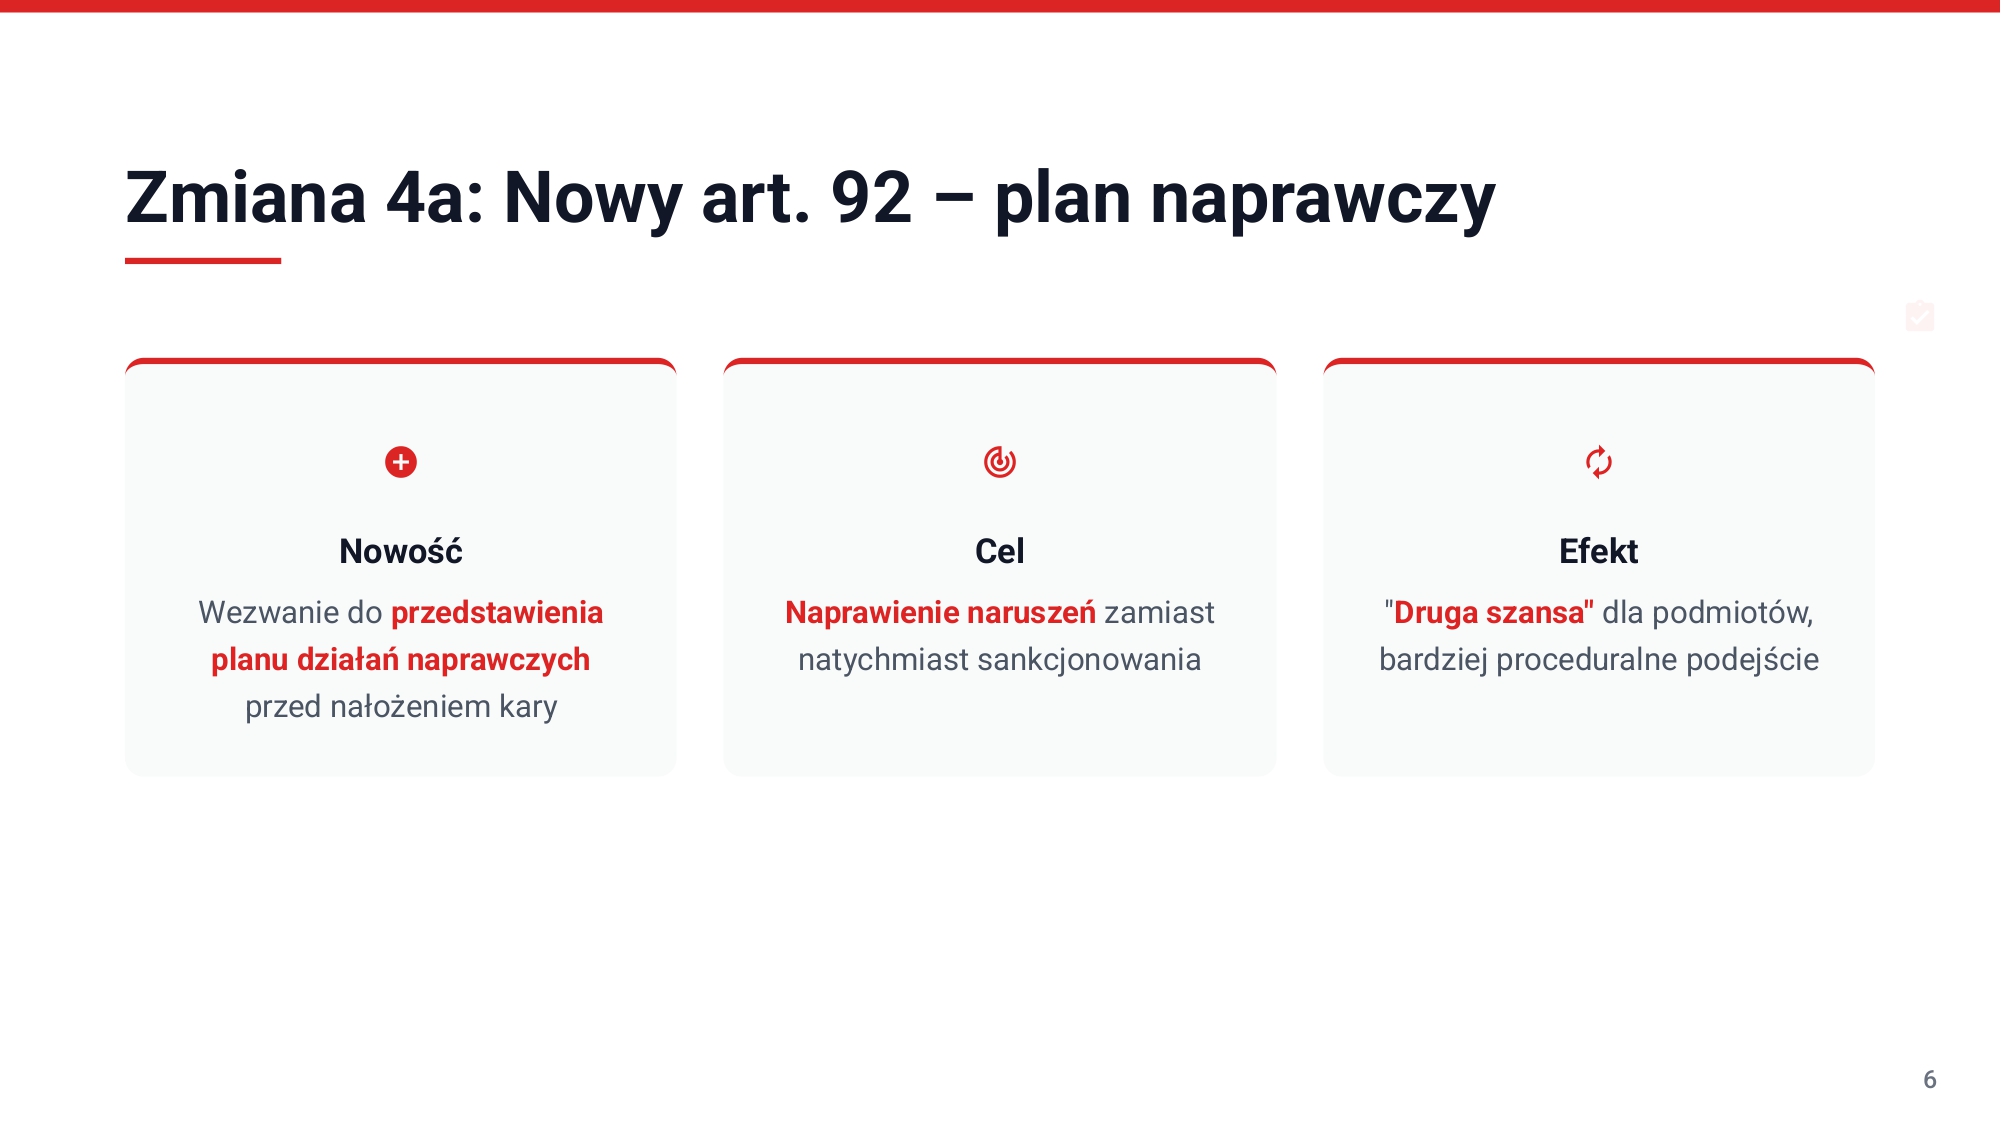 Zmiana 4a: Nowy art. 92 – plan naprawczy
Nowość
Wezwanie do przedstawienia
planu działań naprawczych
przed nałożeniem kary
Cel
Naprawienie naruszeń zamiast
natychmiast sankcjonowania
Efekt
"Druga szansa" dla podmiotów,
bardziej proceduralne podejście
6